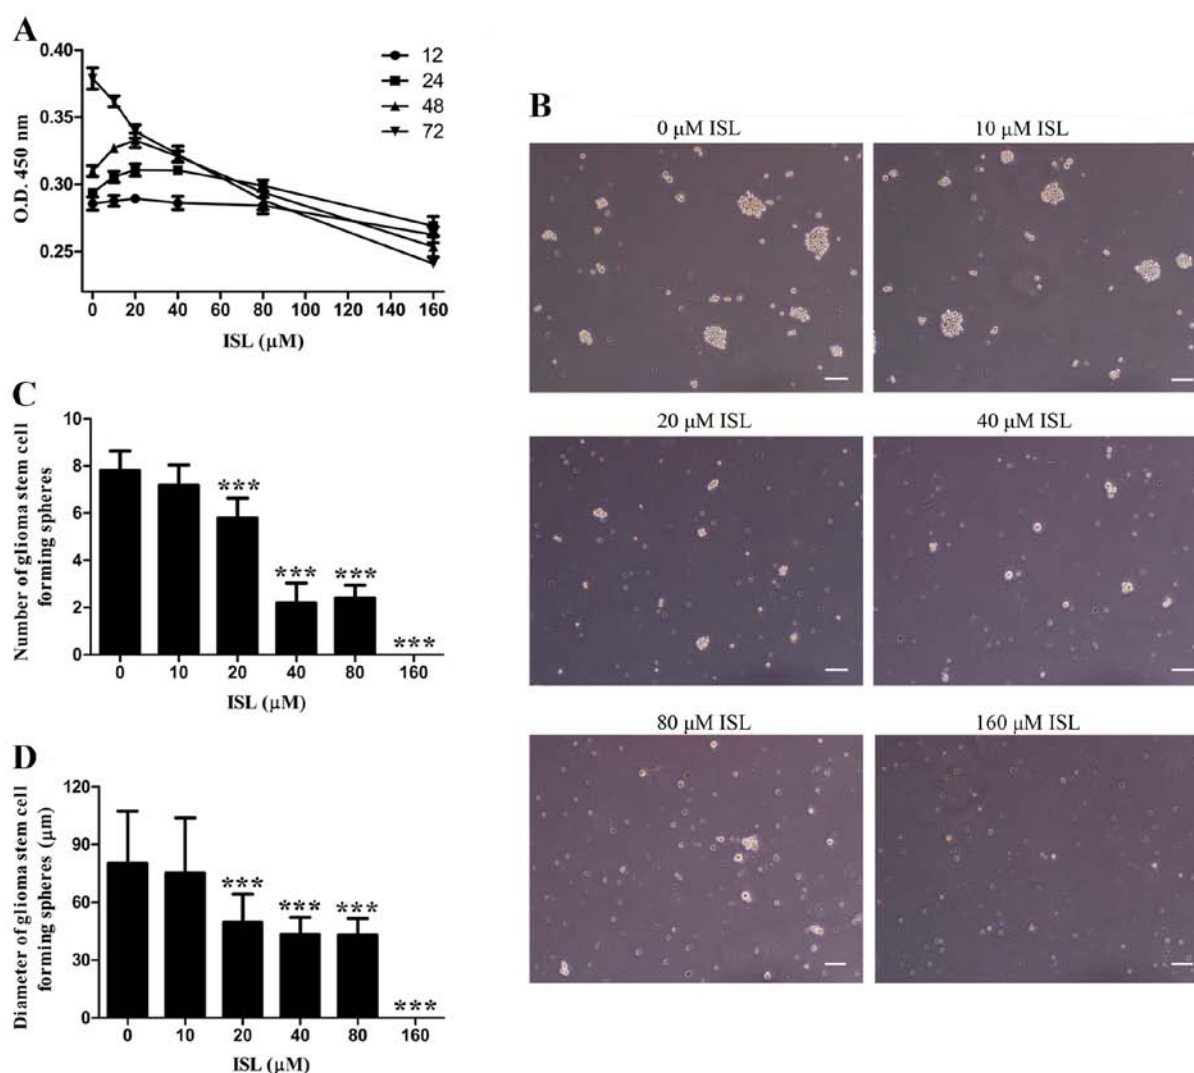 A
0.40
0.35
0.30
0.25
O.D. 450 nm
12
24
48
72
0 20 40 60 80 100 120 140 160
ISL (µM)
B
0 µM ISL
10 µM ISL
20 µM ISL
40 µM ISL
80 µM ISL
160 µM ISL
C
Number of glioma stem cell
forming spheres
10
8
6
4
2
0
***
*** ***
***
0 10 20 40 80 160
ISL (µM)
D
Diameter of glioma stem cell
forming spheres (µm)
120
90
60
30
0
***
*** ***
***
0 10 20 40 80 160
ISL (µM)